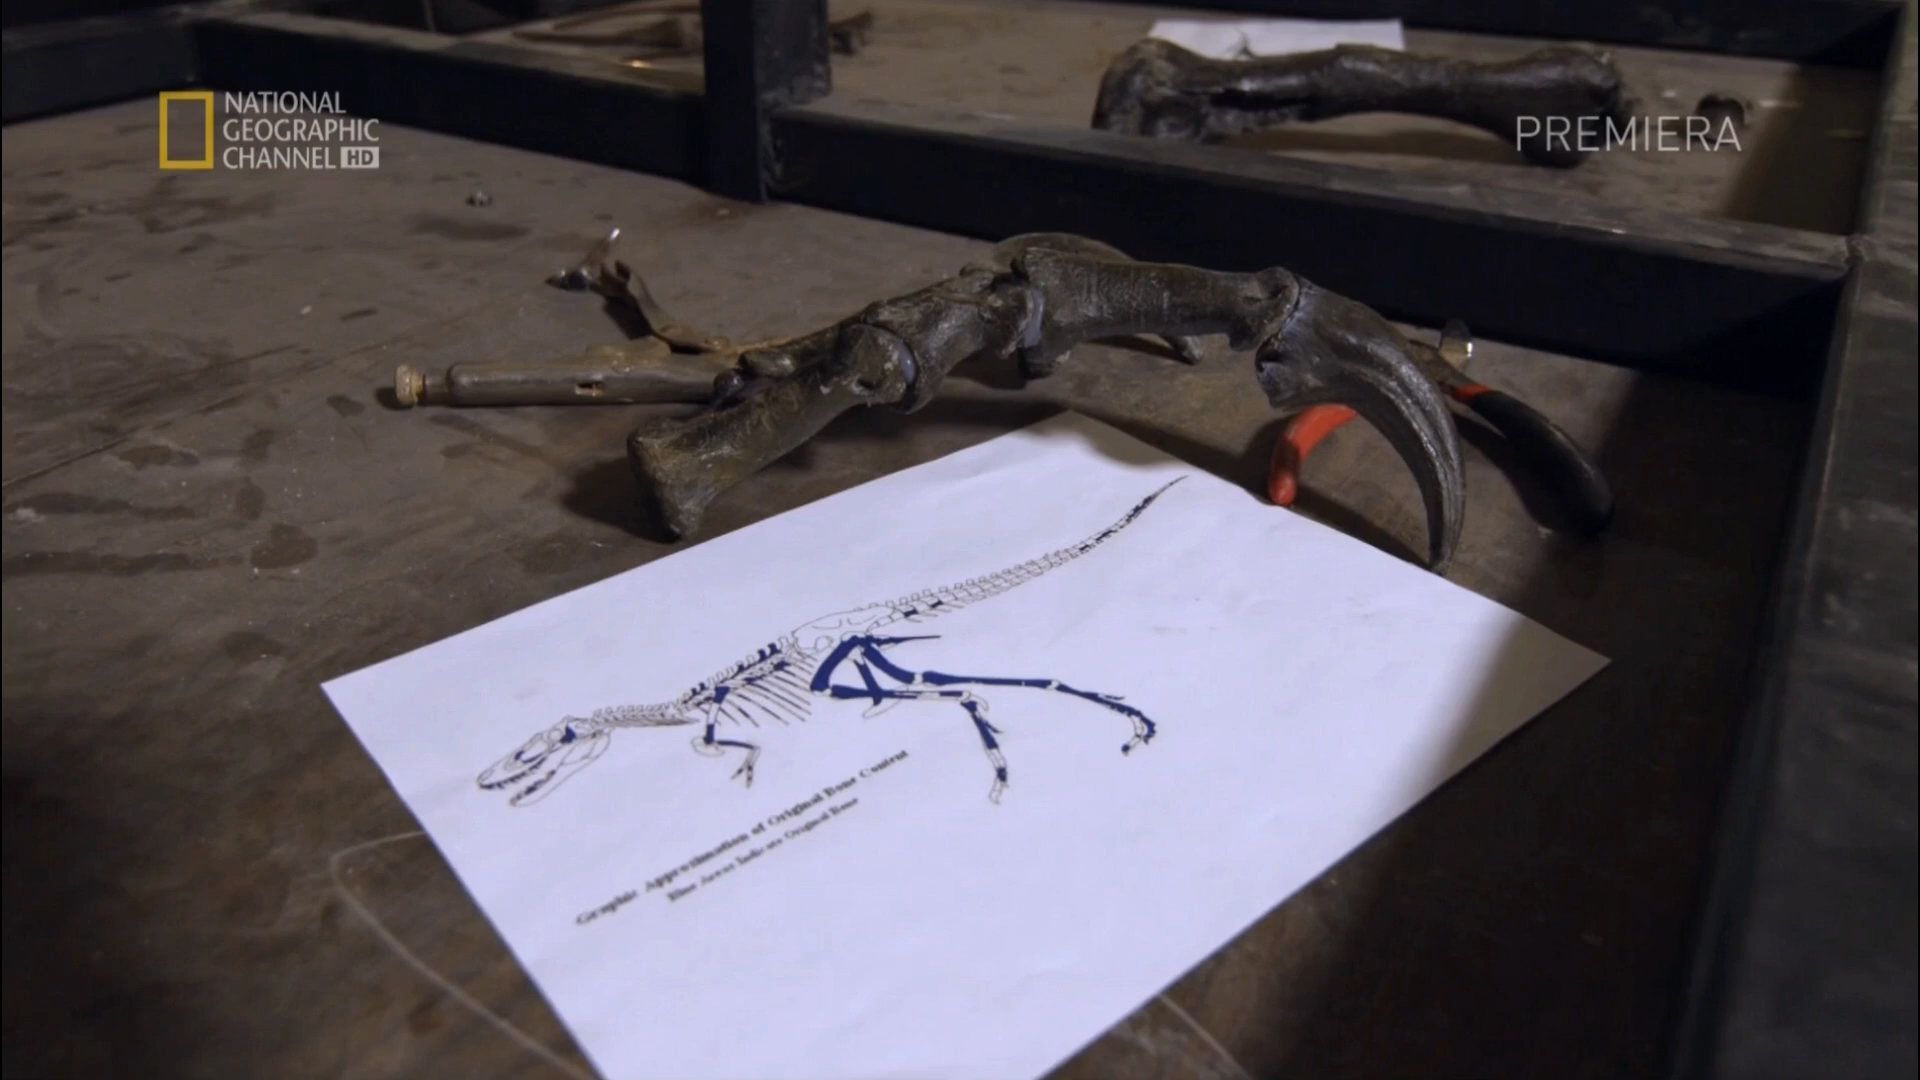 NATIONAL
GEOGRAPHIC
CHANNEL HD
PREMIERA
Graphic Approximation of Original Bone Content
Blue Areas Indicate Original Bone